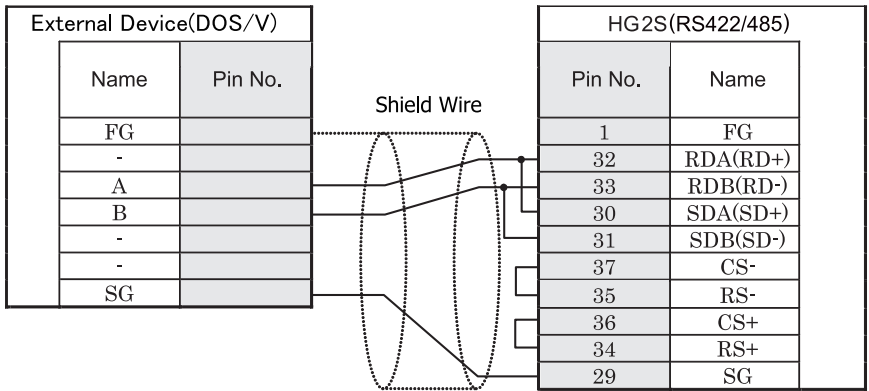 External Device(DOS/V)
Name Pin No.
FG
-
A
B
-
-
SG
Shield Wire
HG2S(RS422/485)
Pin No. Name
1 FG
32 RDA(RD+)
33 RDB(RD-)
30 SDA(SD+)
31 SDB(SD-)
37 CS-
35 RS-
36 CS+
34 RS+
29 SG